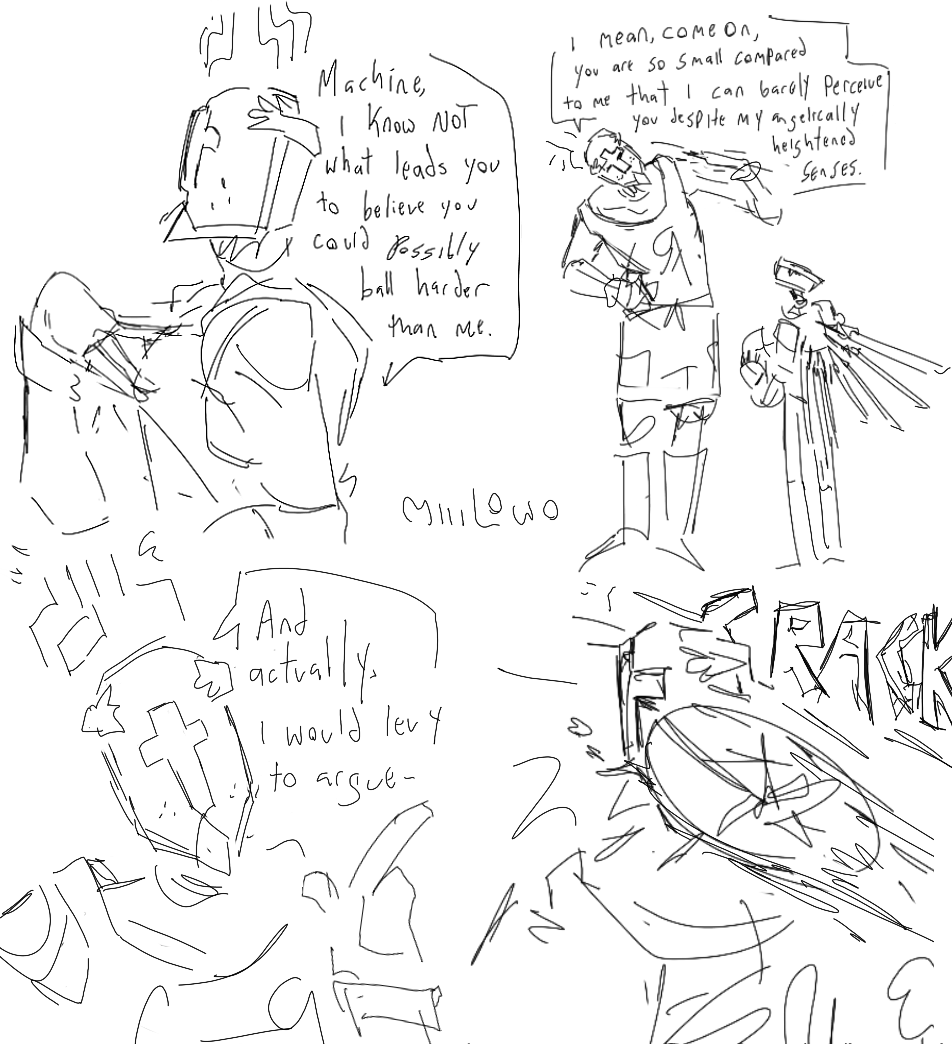 Machine,
I Know NOT
what leads you
to believe you
could possibly
ball harder
than me.
I mean, come on,
you are so small compared
to me that I can barely perceive
you despite my angelically
heightened
senses.
MIIILOWO
And
actually,
I would levy
to argue-
CRACK